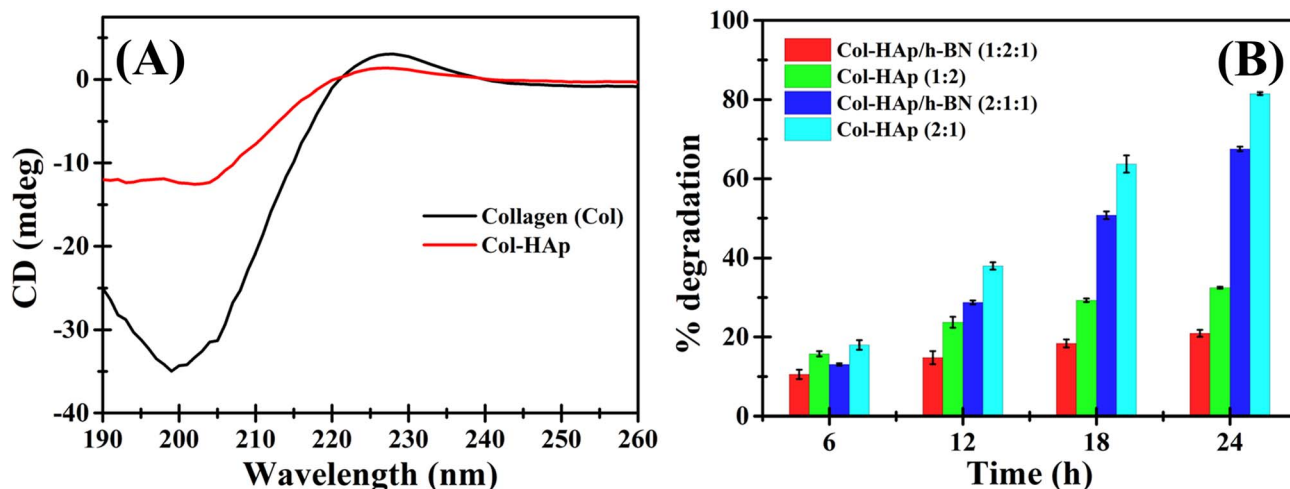 (A)
CD (mdeg)
0
-10
-20
-30
-40
Collagen (Col)
Col-HAp
190 200 210 220 230 240 250 260
Wavelength (nm)
(B)
% degradation
100
80
60
40
20
0
Col-HAp/h-BN (1:2:1)
Col-HAp (1:2)
Col-HAp/h-BN (2:1:1)
Col-HAp (2:1)
6 12 18 24
Time (h)